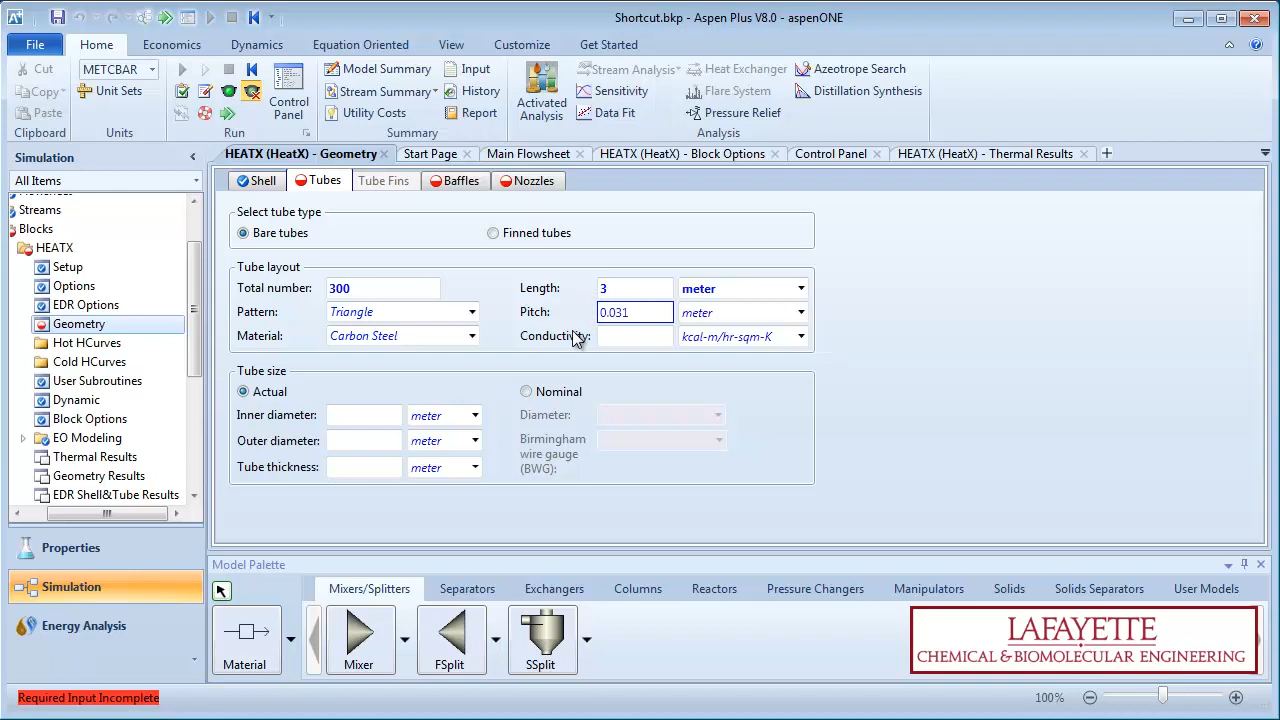 Shortcut.bkp - Aspen Plus V8.0 - aspenONE
File Home Economics Dynamics Equation Oriented View Customize Get Started
Cut METCBAR Model Summary Input Stream Analysis Heat Exchanger Azeotrope Search
Copy Unit Sets Stream Summary History Sensitivity Flare System Distillation Synthesis
Paste Control Panel Utility Costs Report Activated Analysis Data Fit Pressure Relief
Clipboard Units Run Summary Analysis
Simulation
All Items
HEATX (HeatX) - Geometry Start Page Main Flowsheet HEATX (HeatX) - Block Options Control Panel HEATX (HeatX) - Thermal Results
Streams
Blocks
HEATX
Setup
Options
EDR Options
Geometry
Hot HCurves
Cold HCurves
User Subroutines
Dynamic
Block Options
EO Modeling
Thermal Results
Geometry Results
EDR Shell&Tube Results
Properties
Simulation
Energy Analysis
Shell Tubes Tube Fins Baffles Nozzles
Select tube type
Bare tubes Finned tubes
Tube layout
Total number: 300 Length: 3 meter
Pattern: Triangle Pitch: 0.031 meter
Material: Carbon Steel Conductivity: kcal-m/hr-sqm-K
Tube size
Actual Nominal
Inner diameter: meter Diameter:
Outer diameter: meter Birmingham
wire gauge
(BWG):
Tube thickness: meter
Model Palette
Mixers/Splitters Separators Exchangers Columns Reactors Pressure Changers Manipulators Solids Solids Separators User Models
Material Mixer FSplit SSplit
LAFAYETTE
CHEMICAL & BIOMOLECULAR ENGINEERING
Required Input Incomplete 100%